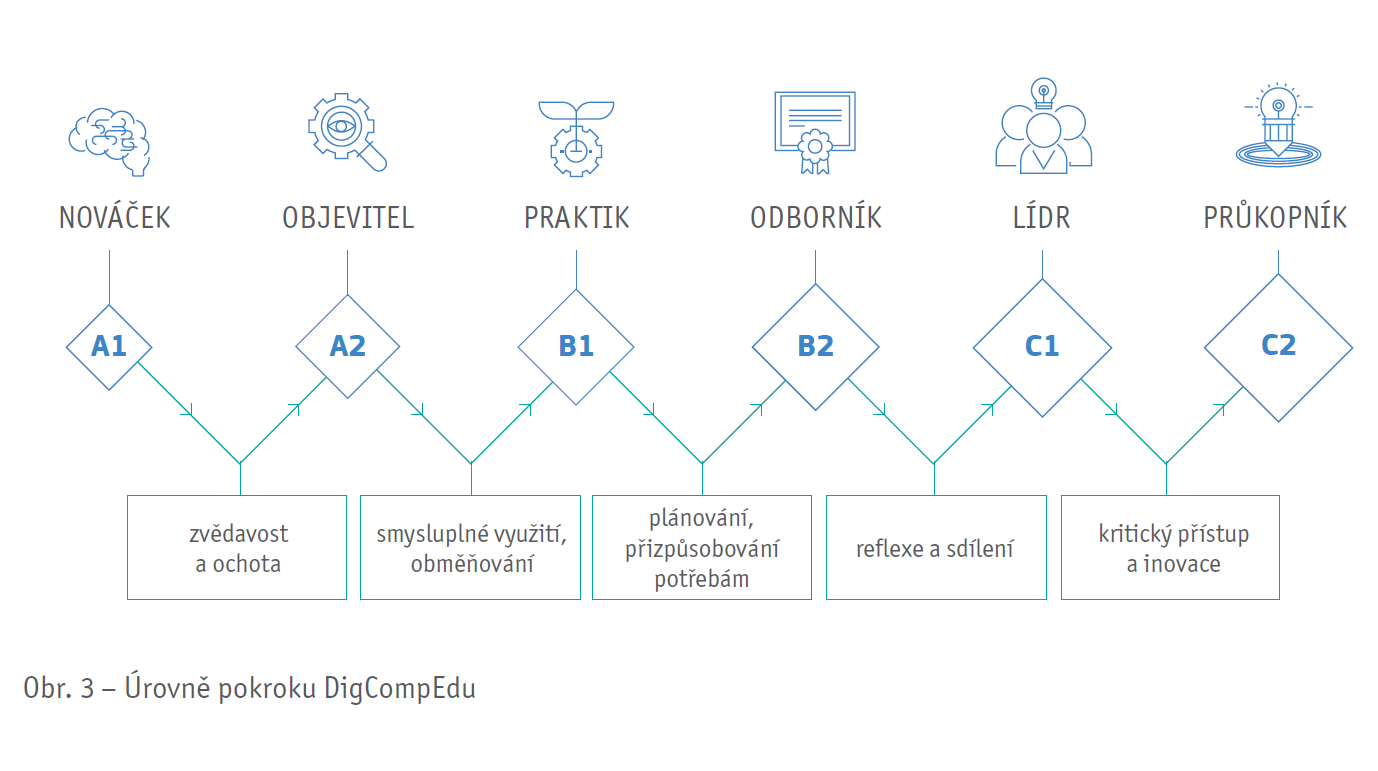 NOVÁČEK
OBJEVITEL
PRAKTIK
ODBORNÍK
LÍDR
PRŮKOPNÍK
A1
A2
B1
B2
C1
C2
zvědavost
a ochota
smysluplné využití,
obměňování
plánování,
přizpůsobování
potřebám
reflexe a sdílení
kritický přístup
a inovace
Obr. 3 – Úrovně pokroku DigCompEdu